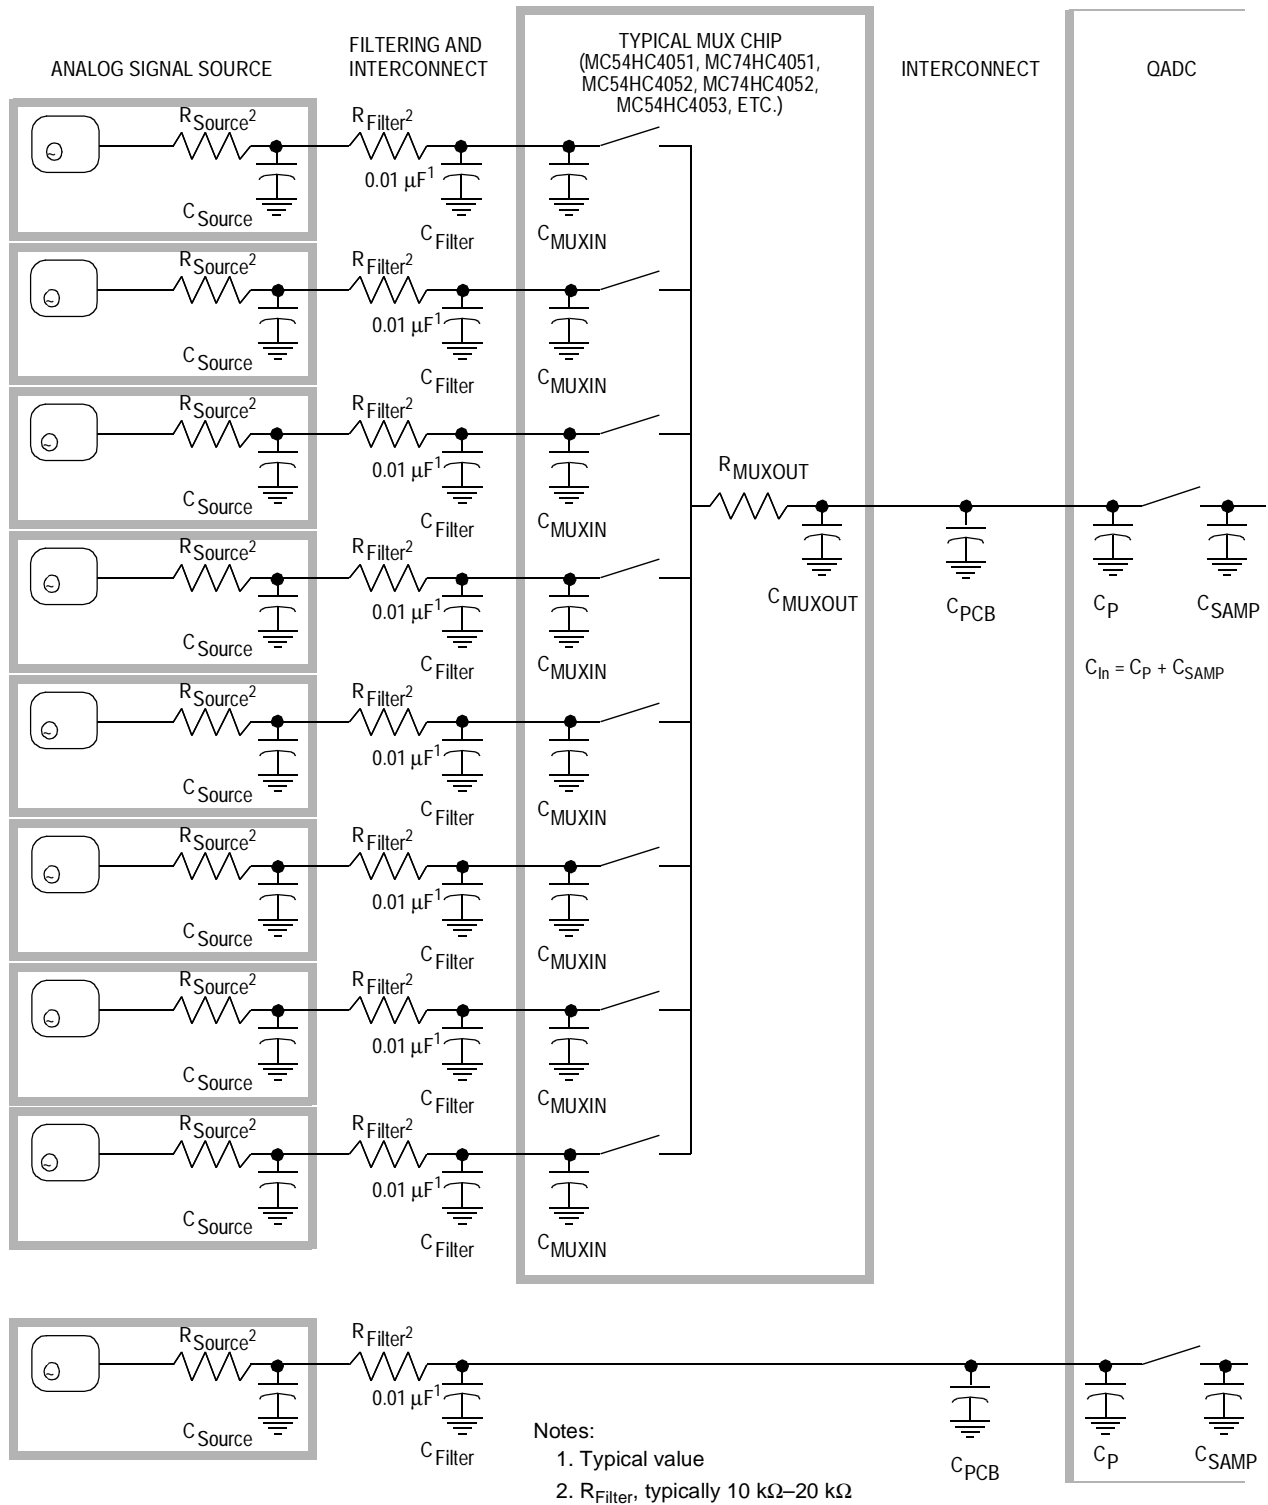 ANALOG SIGNAL SOURCE
FILTERING AND
INTERCONNECT
TYPICAL MUX CHIP
(MC54HC4051, MC74HC4051,
MC54HC4052, MC74HC4052,
MC54HC4053, ETC.)
INTERCONNECT
QADC
RSource2
RFilter2
0.01 µF1
CSource
CFilter
CMUXIN
RSource2
RFilter2
0.01 µF1
CSource
CFilter
CMUXIN
RSource2
RFilter2
0.01 µF1
CSource
CFilter
CMUXIN
RMUXOUT
CMUXOUT
CPCB
CP
CSAMP
CIn = CP + CSAMP
RSource2
RFilter2
0.01 µF1
CSource
CFilter
CMUXIN
RSource2
RFilter2
0.01 µF1
CSource
CFilter
CMUXIN
RSource2
RFilter2
0.01 µF1
CSource
CFilter
CMUXIN
RSource2
RFilter2
0.01 µF1
CSource
CFilter
CMUXIN
RSource2
RFilter2
0.01 µF1
CSource
CFilter
CMUXIN
RSource2
RFilter2
0.01 µF1
CSource
CFilter
CPCB
CP
CSAMP
Notes:
1. Typical value
2. RFilter, typically 10 kΩ–20 kΩ